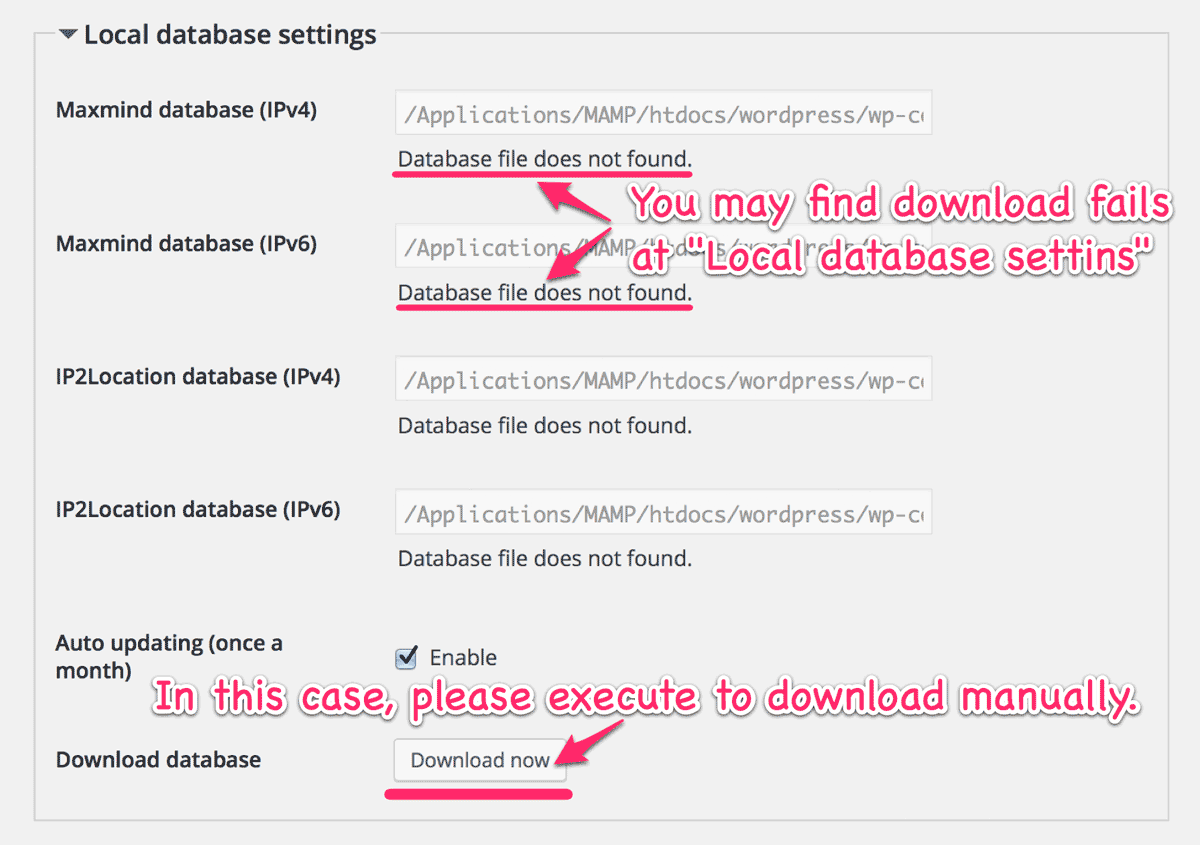 Local database settings
Maxmind database (IPv4)
/Applications/MAMP/htdocs/wordpress/wp-c
Database file does not found.
You may find download fails
at "Local database settins"
Maxmind database (IPv6)
/Applications/MAMP/htdocs/wordpress/
Database file does not found.
IP2Location database (IPv4)
/Applications/MAMP/htdocs/wordpress/wp-c
Database file does not found.
IP2Location database (IPv6)
/Applications/MAMP/htdocs/wordpress/wp-c
Database file does not found.
Auto updating (once a
month)
Enable
In this case, please execute to download manually.
Download database
Download now